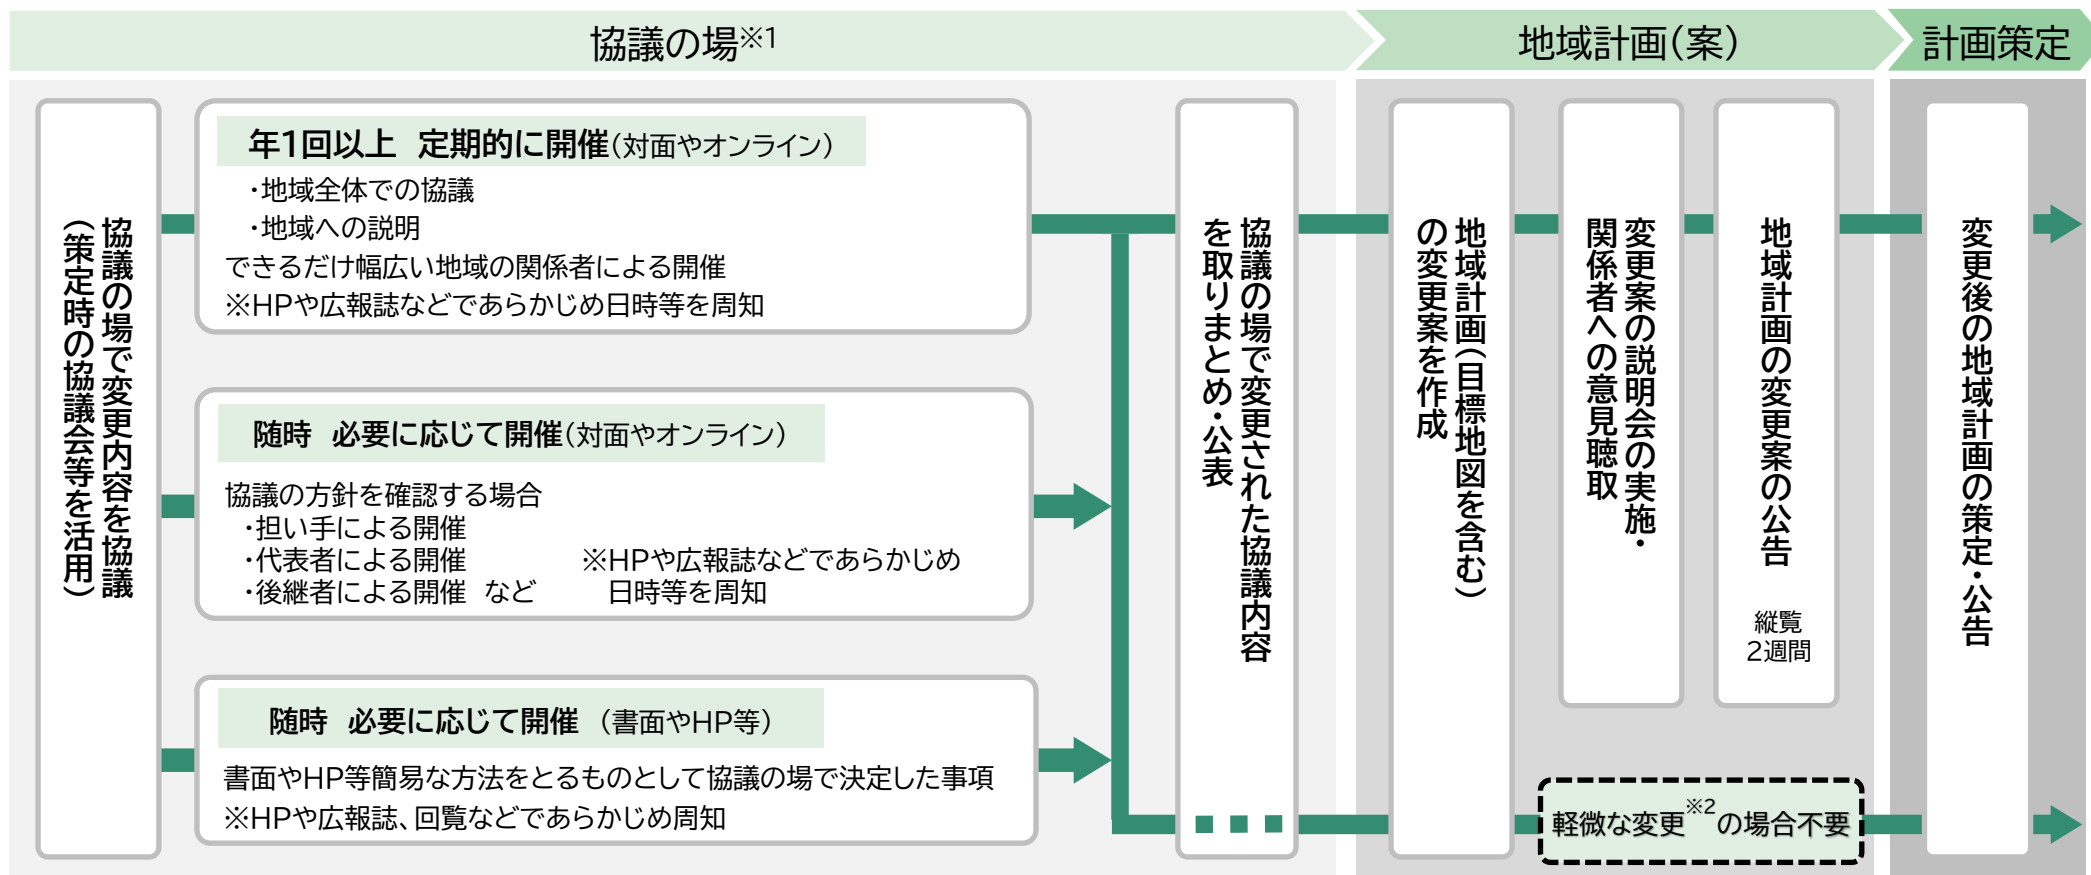 協議の場※1
地域計画（案）
計画策定
協議の場で変更内容を協議
（策定時の協議会等を活用）
年1回以上　定期的に開催（対面やオンライン）
・地域全体での協議
・地域への説明
できるだけ幅広い地域の関係者による開催
※HPや広報誌などであらかじめ日時等を周知
随時　必要に応じて開催（対面やオンライン）
協議の方針を確認する場合
・担い手による開催
・代表者による開催
・後継者による開催　など
※HPや広報誌などであらかじめ
日時等を周知
随時　必要に応じて開催　（書面やHP等）
書面やHP等簡易な方法をとるものとして協議の場で決定した事項
※HPや広報誌、回覧などであらかじめ周知
協議の場で変更された協議内容
を取りまとめ・公表
地域計画（目標地図を含む）
の変更案を作成
変更案の説明会の実施・
関係者への意見聴取
地域計画の変更案の公告
縦覧
2週間
軽微な変更※2の場合不要
変更後の地域計画の策定・公告